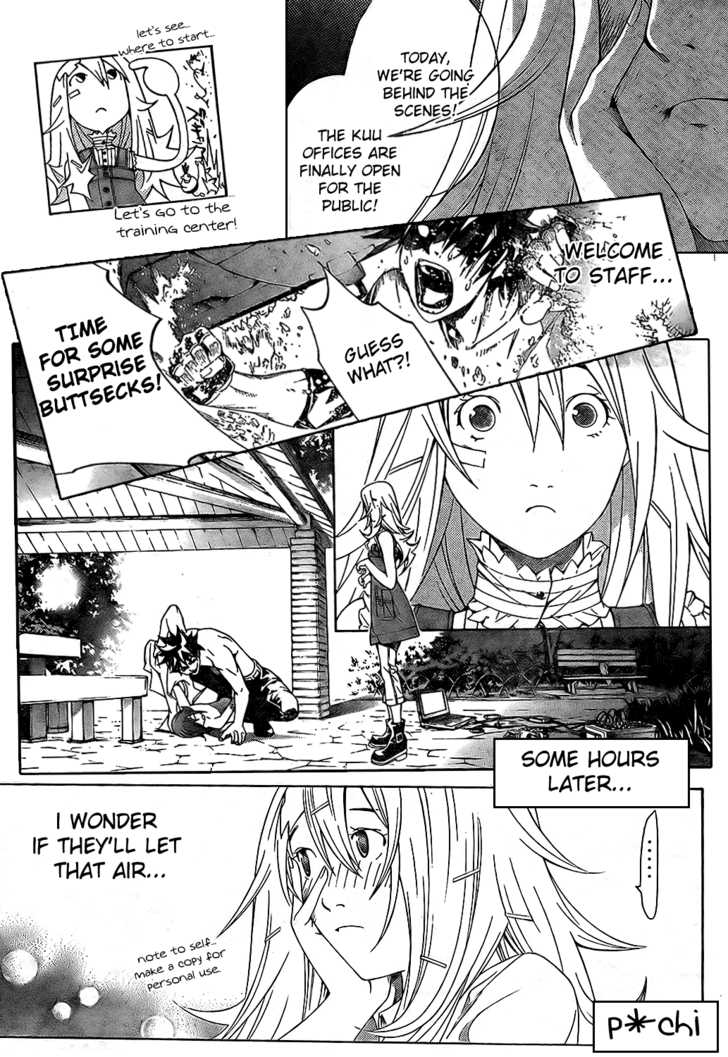 let's see...
where to start...
Let's GO to the
training center!
TODAY,
WE'RE GOING
BEHIND THE
SCENES!
THE KUU
OFFICES ARE
FINALLY OPEN
FOR THE
PUBLIC!
WELCOME
TO STAFF...
GUESS
WHAT?!
TIME
FOR SOME
SURPRISE
BUTTSECKS!
SOME HOURS
LATER...
I WONDER
IF THEY'LL LET
THAT AIR...
.....
note to self...
make a copy for
personal use.
p*chi